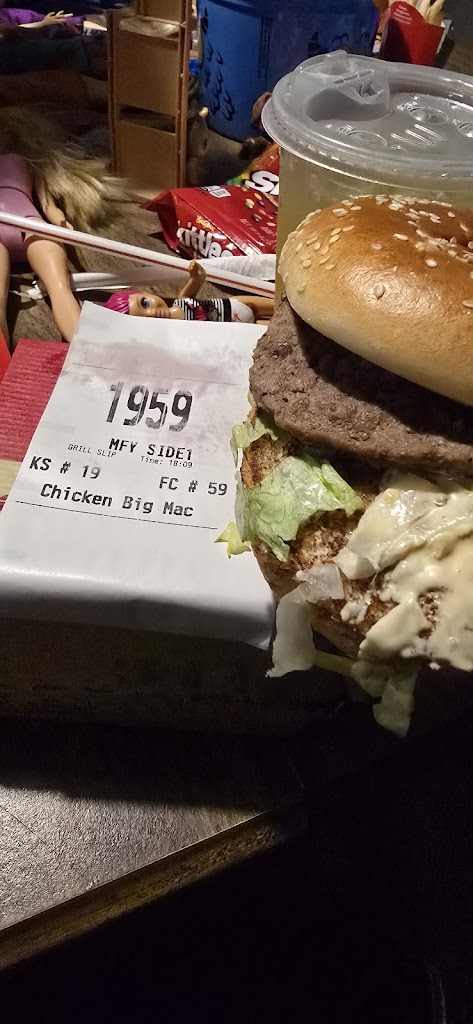 1959
MFY SIDE1
GRILL SLIP Time: 18:09
KS # 19 FC # 59
Chicken Big Mac